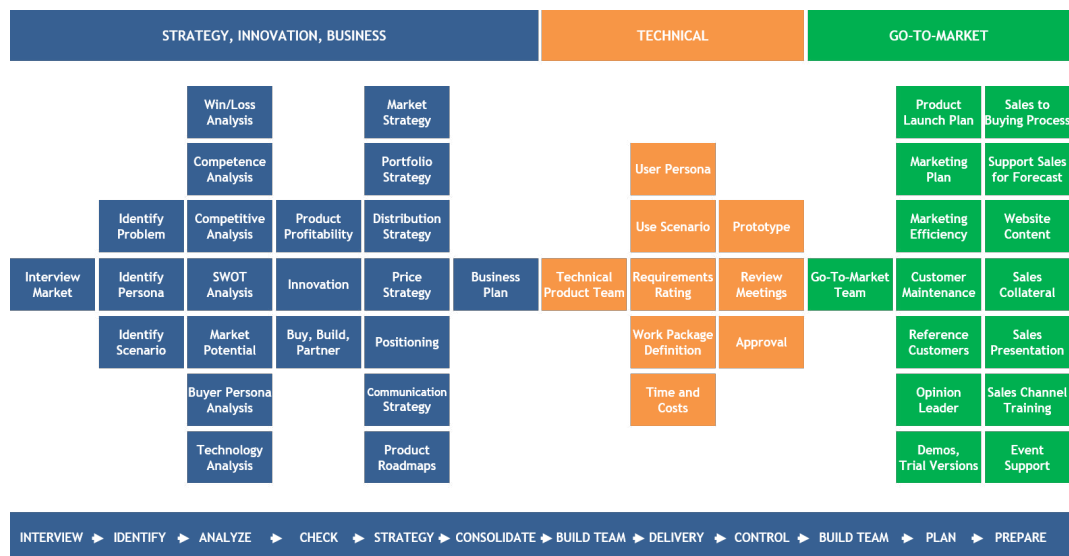 STRATEGY, INNOVATION, BUSINESS
TECHNICAL
GO-TO-MARKET
Interview
Market
Identify
Problem
Identify
Persona
Identify
Scenario
Win/Loss
Analysis
Competence
Analysis
Competitive
Analysis
SWOT
Analysis
Market
Potential
Buyer Persona
Analysis
Technology
Analysis
Product
Profitability
Innovation
Buy, Build,
Partner
Market
Strategy
Portfolio
Strategy
Distribution
Strategy
Price
Strategy
Positioning
Communication
Strategy
Product
Roadmaps
Business
Plan
Technical
Product Team
User Persona
Use Scenario
Requirements
Rating
Work Package
Definition
Time and
Costs
Prototype
Review
Meetings
Approval
Go-To-Market
Team
Product
Launch Plan
Marketing
Plan
Marketing
Efficiency
Customer
Maintenance
Reference
Customers
Opinion
Leader
Demos,
Trial Versions
Sales to
Buying Process
Support Sales
for Forecast
Website
Content
Sales
Collateral
Sales
Presentation
Sales Channel
Training
Event
Support
INTERVIEW IDENTIFY ANALYZE CHECK STRATEGY CONSOLIDATE BUILD TEAM DELIVERY CONTROL BUILD TEAM PLAN PREPARE